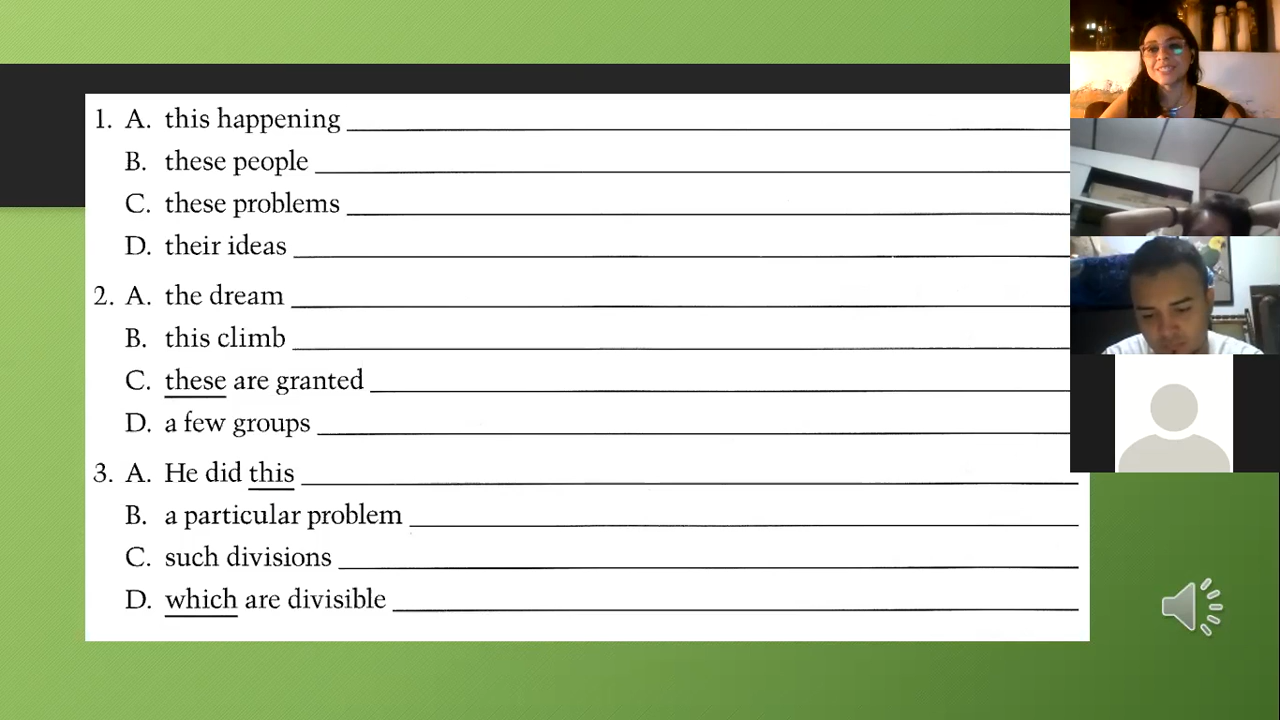 1. A. this happening
B. these people
C. these problems
D. their ideas
2. A. the dream
B. this climb
C. these are granted
D. a few groups
3. A. He did this
B. a particular problem
C. such divisions
D. which are divisible